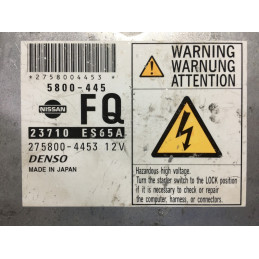 *2758004453*
5800-445
NISSAN
FQ
23710 ES65A
275800-4453 12V
DENSO
MADE IN JAPAN
WARNING
WARNUNG
ATTENTION
Hazardous high voltage.
Turn the starter switch to the LOCK position
if it is necessary to check or repair
the computer, harness, or connectors.